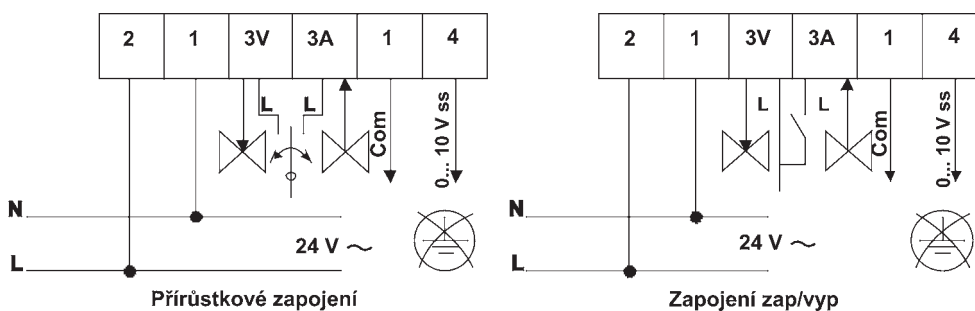 2 1 3V 3A 1 4
L L
Com
0... 10 V ss
N
24 V ~
L
Přírůstkové zapojení
2 1 3V 3A 1 4
L L
Com
0... 10 V ss
N
24 V ~
L
Zapojení zap/vyp